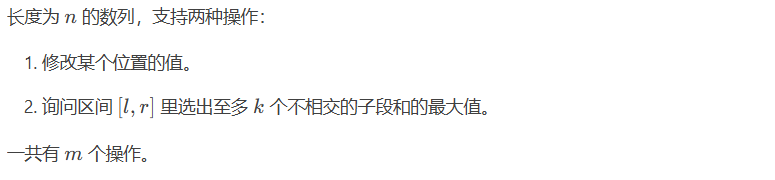 长度为 n 的数列，支持两种操作：
1. 修改某个位置的值。
2. 询问区间 [l, r] 里选出至多 k 个不相交的子段和的最大值。
一共有 m 个操作。